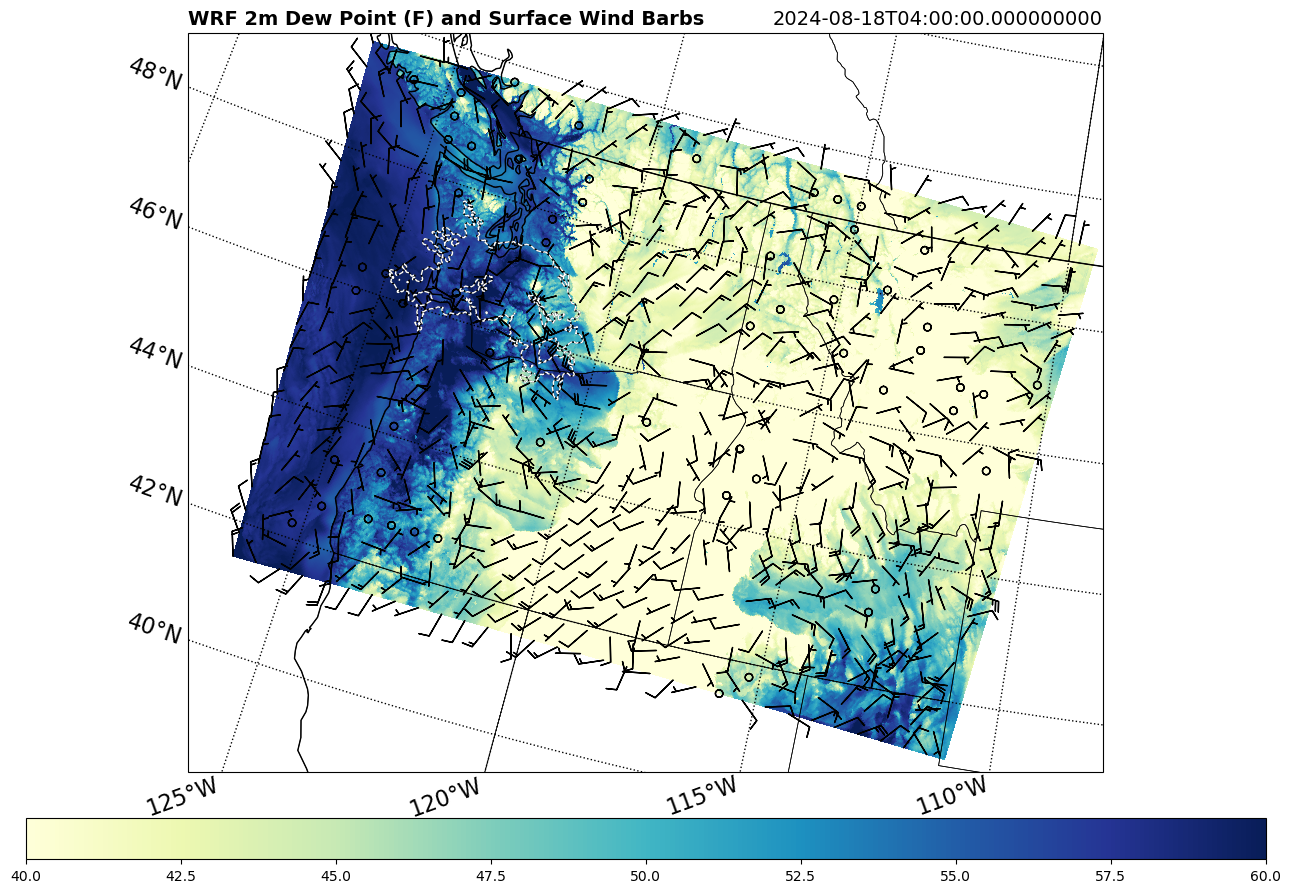 WRF 2m Dew Point (F) and Surface Wind Barbs
2024-08-18T04:00:00.000000000
48°N
46°N
44°N
42°N
40°N
125°W
120°W
115°W
110°W
40.0
42.5
45.0
47.5
50.0
52.5
55.0
57.5
60.0